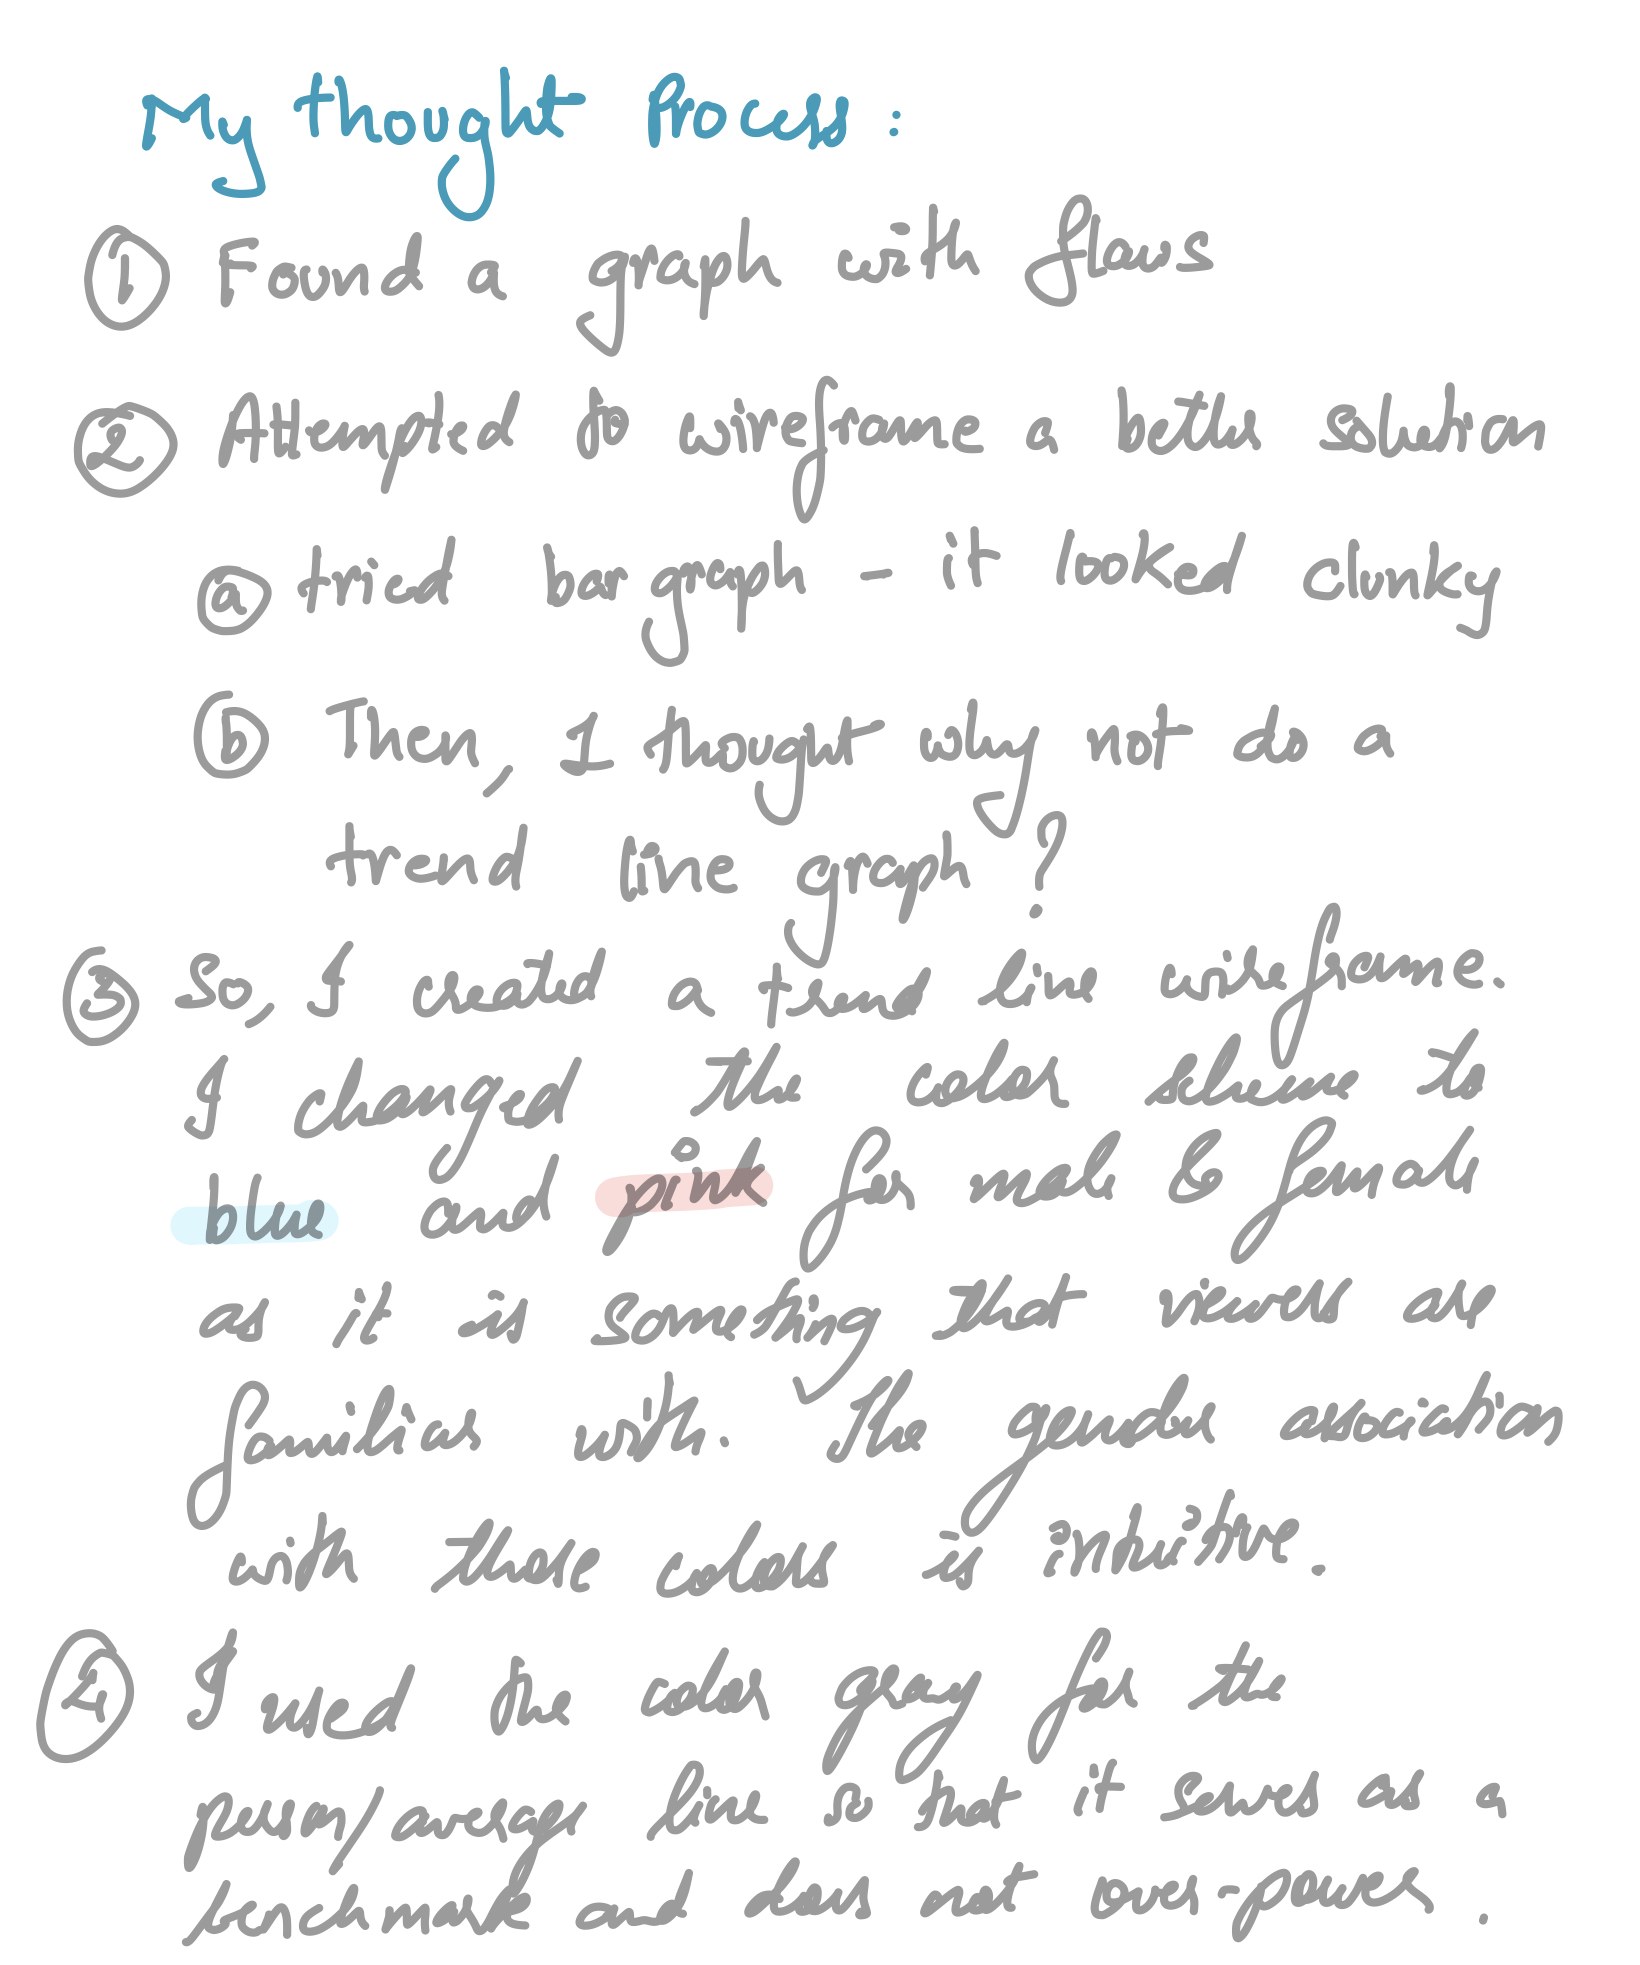 My thought Process:
① Found a graph with flaws
② Attempted to wireframe a better solution
ⓐ tried bar graph - it looked clunky
ⓑ Then, I thought why not do a
trend line graph?
③ So, I created a trend line wireframe.
I changed the color scheme to
blue and pink for male & female
as it is something that viewers are
familiar with. The gender association
with these colors is intuitive.
④ I used the color gray for the
person/average line so that it serves as a
benchmark and does not over-power.